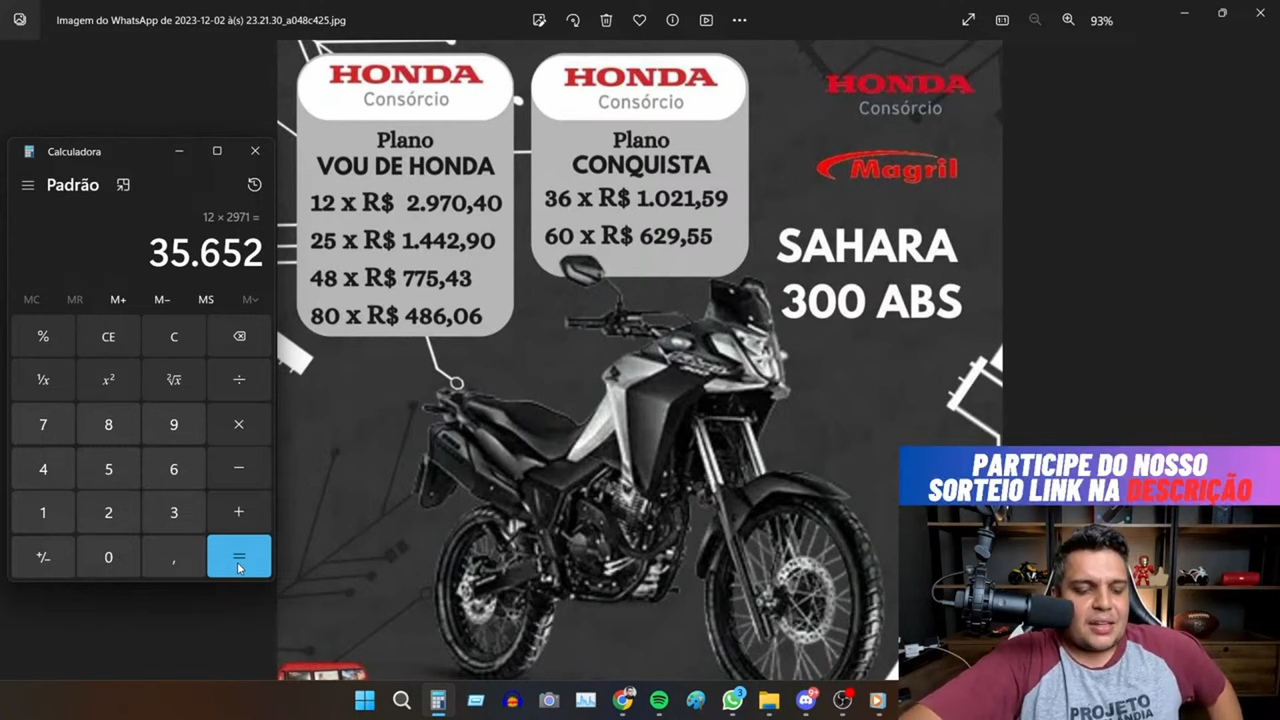 Imagem do WhatsApp de 2023-12-02 à(s) 23.21.30_a048c425.jpg
93%
HONDA
Consórcio
Plano
VOU DE HONDA
12 x R$ 2.970,40
25 x R$ 1.442,90
48 x R$ 775,43
80 x R$ 486,06
HONDA
Consórcio
Plano
CONQUISTA
36 x R$ 1.021,59
60 x R$ 629,55
HONDA
Consórcio
Magril
SAHARA
300 ABS
Calculadora
Padrão
12 × 2971 =
35.652
MC MR M+ M− MS M˅
% CE C
¹/x x² ²√x ÷
7 8 9 ×
4 5 6 −
1 2 3 +
+/− 0 , =
PARTICIPE DO NOSSO
SORTEIO LINK NA DESCRIÇÃO
PROJETO